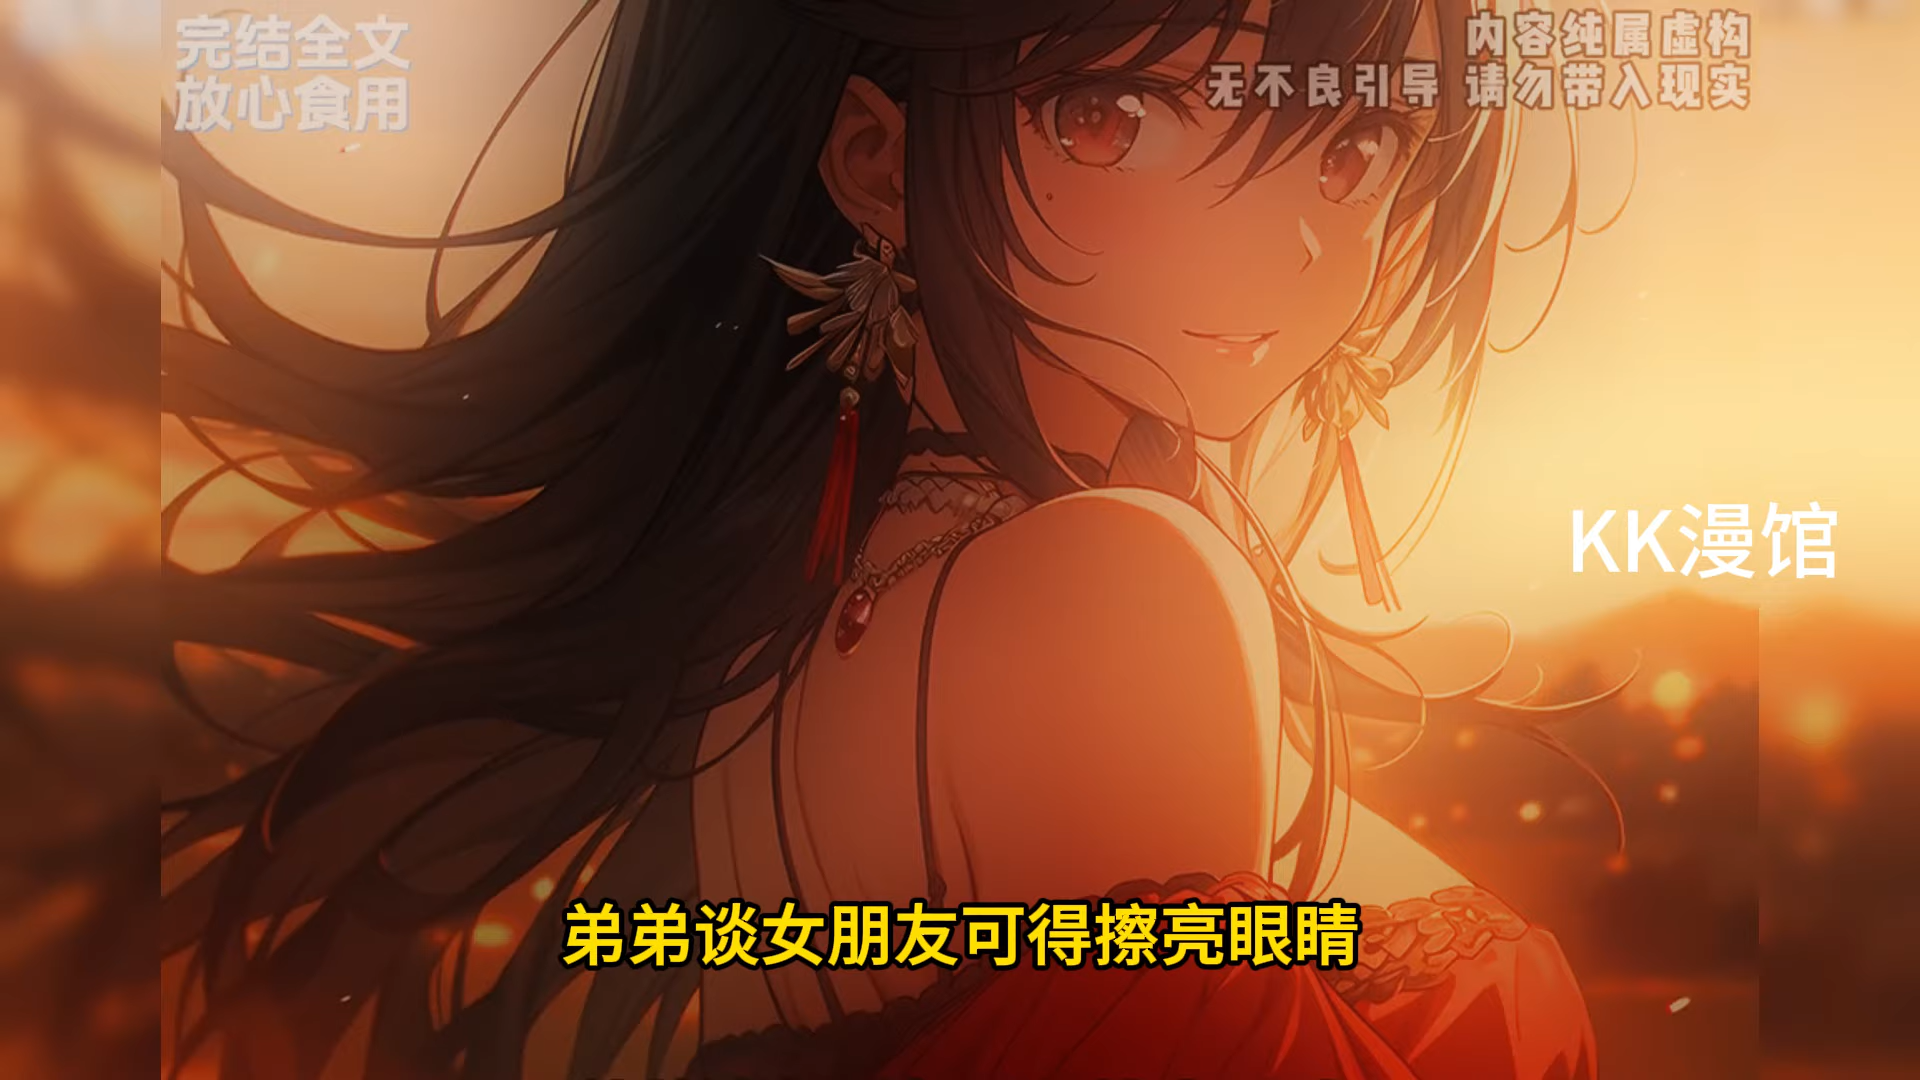 完结全文
放心食用
内容纯属虚构
无不良引导 请勿带入现实
KK漫馆
弟弟谈女朋友可得擦亮眼睛